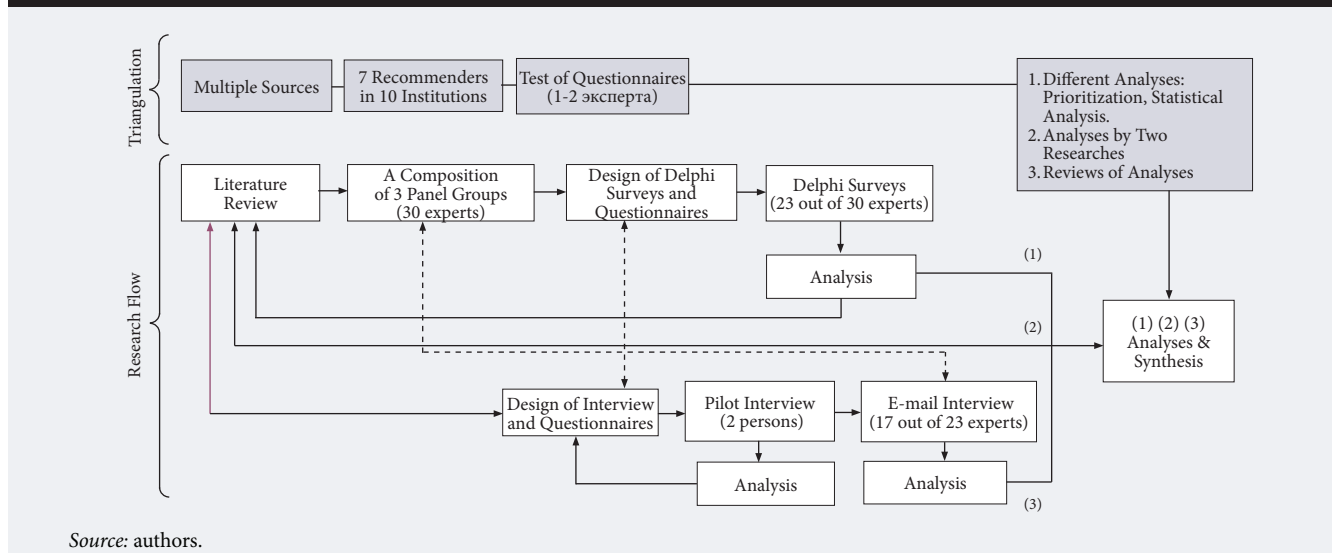 Triangulation
Multiple Sources
7 Recommenders
in 10 Institutions
Test of Questionnaires
(1-2 эксперта)
1. Different Analyses:
Prioritization, Statistical
Analysis.
2. Analyses by Two
Researches
3. Reviews of Analyses
Research Flow
Literature
Review
A Composition
of 3 Panel Groups
(30 experts)
Design of Delphi
Surveys and
Questionnaires
Delphi Surveys
(23 out of 30 experts)
Analysis
(1)
(2)
(1) (2) (3)
Analyses &
Synthesis
Design of Interview
and Questionnaires
Pilot Interview
(2 persons)
E-mail Interview
(17 out of 23 experts)
Analysis
Analysis
(3)
Source: authors.